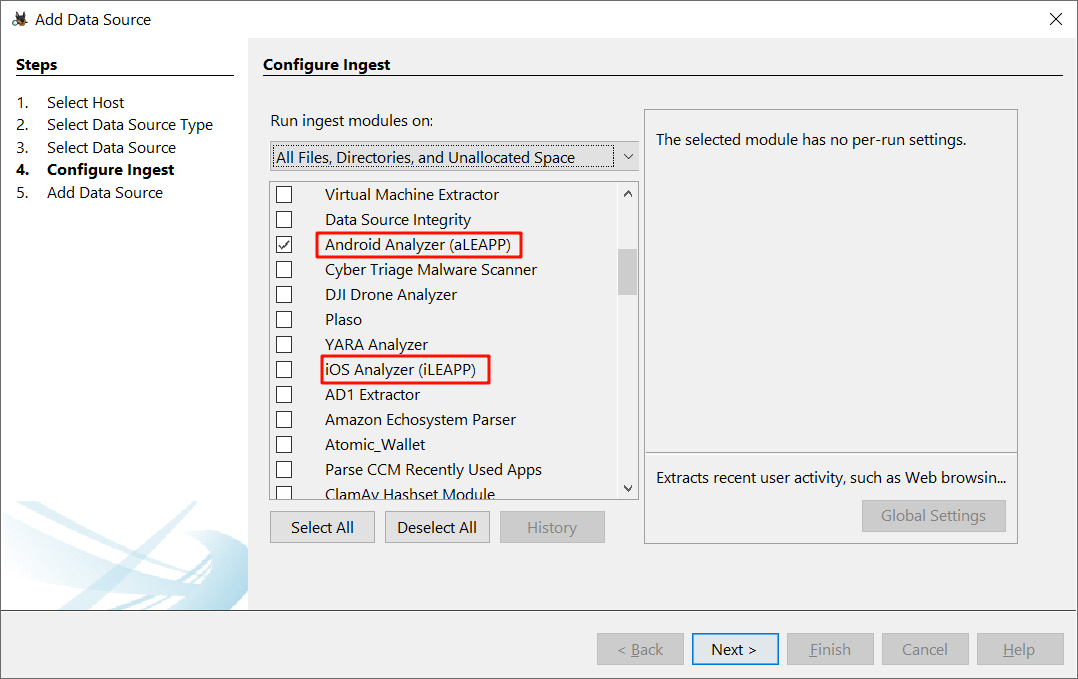 Add Data Source
Steps
1. Select Host
2. Select Data Source Type
3. Select Data Source
4. Configure Ingest
5. Add Data Source
Configure Ingest
Run ingest modules on:
All Files, Directories, and Unallocated Space
Virtual Machine Extractor
Data Source Integrity
Android Analyzer (aLEAPP)
Cyber Triage Malware Scanner
DJI Drone Analyzer
Plaso
YARA Analyzer
iOS Analyzer (iLEAPP)
AD1 Extractor
Amazon Echosystem Parser
Atomic_Wallet
Parse CCM Recently Used Apps
ClamAv Hashset Module
Select All
Deselect All
History
The selected module has no per-run settings.
Extracts recent user activity, such as Web browsin...
Global Settings
< Back
Next >
Finish
Cancel
Help